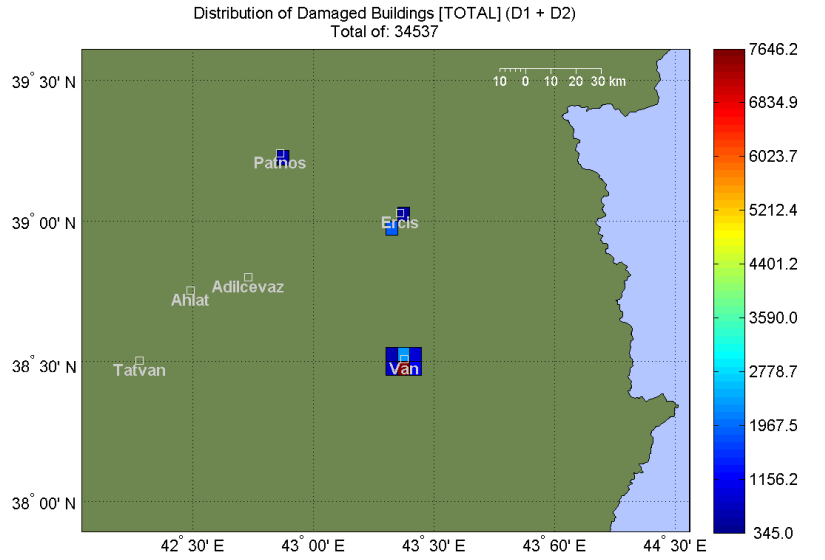 Distribution of Damaged Buildings [TOTAL] (D1 + D2)
Total of: 34537
39° 30' N
39° 00' N
38° 30' N
38° 00' N
10 0 10 20 30 km
Patnos
Ercis
Adilcevaz
Ahlat
Tatvan
Van
42° 30' E
43° 00' E
43° 30' E
43° 60' E
44° 30' E
7646.2
6834.9
6023.7
5212.4
4401.2
3590.0
2778.7
1967.5
1156.2
345.0